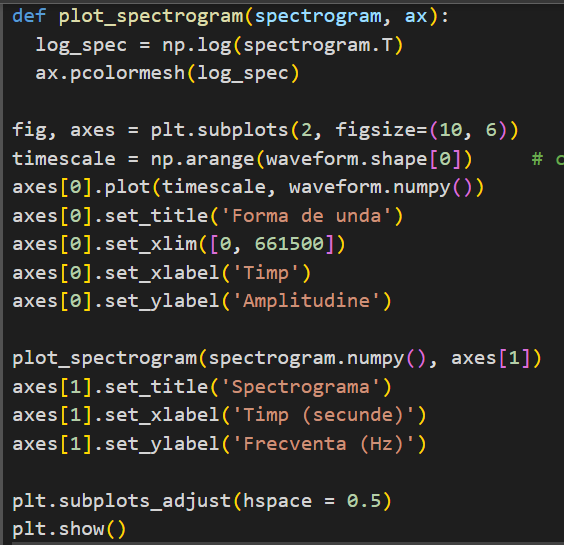 def plot_spectrogram(spectrogram, ax):
  log_spec = np.log(spectrogram.T)
  ax.pcolormesh(log_spec)

fig, axes = plt.subplots(2, figsize=(10, 6))
timescale = np.arange(waveform.shape[0])     #
axes[0].plot(timescale, waveform.numpy())
axes[0].set_title('Forma de unda')
axes[0].set_xlim([0, 661500])
axes[0].set_xlabel('Timp')
axes[0].set_ylabel('Amplitudine')

plot_spectrogram(spectrogram.numpy(), axes[1])
axes[1].set_title('Spectrograma')
axes[1].set_xlabel('Timp (secunde)')
axes[1].set_ylabel('Frecventa (Hz)')

plt.subplots_adjust(hspace = 0.5)
plt.show()